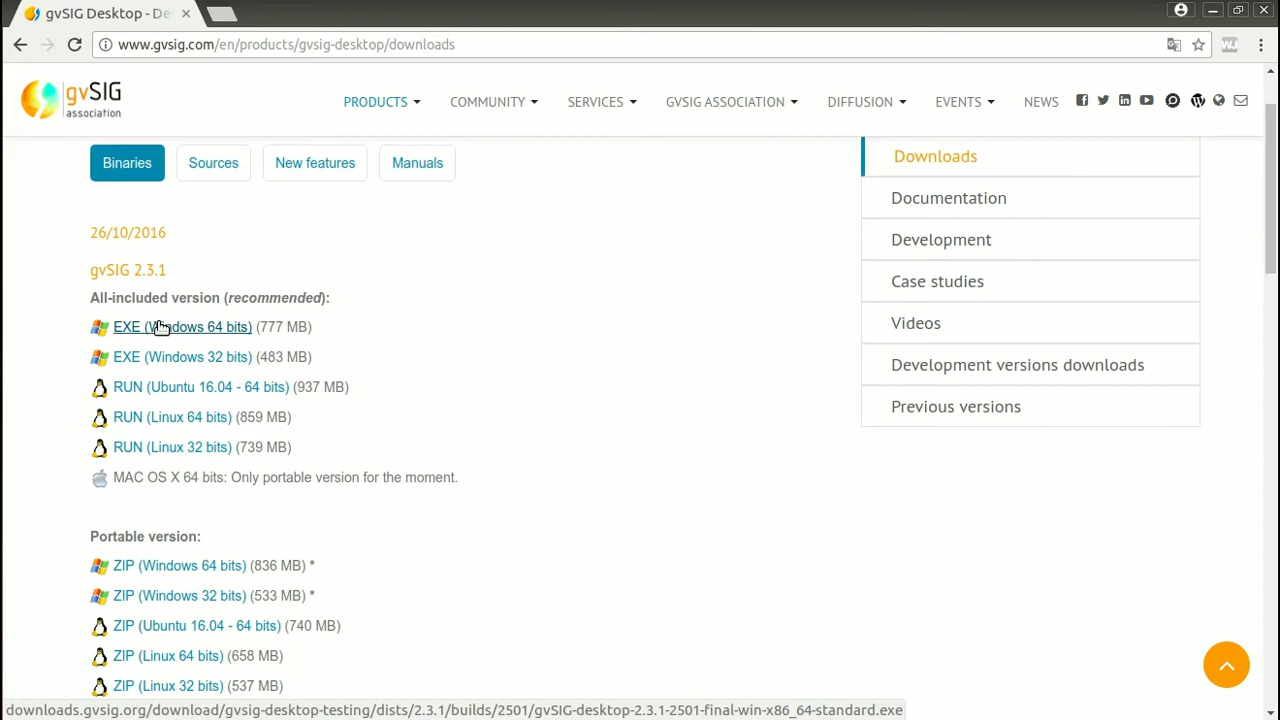 gvSIG Desktop - De
www.gvsig.com/en/products/gvsig-desktop/downloads
gvSIG
association
PRODUCTS COMMUNITY SERVICES GVSIG ASSOCIATION DIFFUSION EVENTS NEWS
Binaries Sources New features Manuals
26/10/2016
gvSIG 2.3.1
All-included version (recommended):
EXE (Windows 64 bits) (777 MB)
EXE (Windows 32 bits) (483 MB)
RUN (Ubuntu 16.04 - 64 bits) (937 MB)
RUN (Linux 64 bits) (859 MB)
RUN (Linux 32 bits) (739 MB)
MAC OS X 64 bits: Only portable version for the moment.
Portable version:
ZIP (Windows 64 bits) (836 MB) *
ZIP (Windows 32 bits) (533 MB) *
ZIP (Ubuntu 16.04 - 64 bits) (740 MB)
ZIP (Linux 64 bits) (658 MB)
ZIP (Linux 32 bits) (537 MB)
Downloads
Documentation
Development
Case studies
Videos
Development versions downloads
Previous versions
downloads.gvsig.org/download/gvsig-desktop-testing/dists/2.3.1/builds/2501/gvSIG-desktop-2.3.1-2501-final-win-x86_64-standard.exe